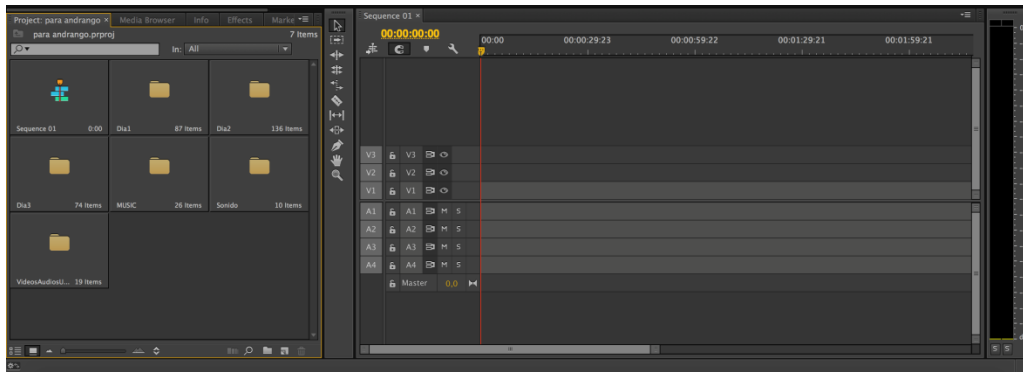 Project: para andrango × Media Browser Info Effects Marke
para andrango.prproj 7 Items
In: All
Sequence 01 0:00 Dia1 87 Items Dia2 136 Items
Dia3 74 Items MUSIC 26 Items Sonido 10 Items
VideosAudiosU... 19 Items
Sequence 01 ×
00:00:00:00
00:00 00:00:29:23 00:00:59:22 00:01:29:21 00:01:59:21
V3 V3
V2 V2
V1 V1
A1 A1 M S
A2 A2 M S
A3 A3 M S
A4 A4 M S
Master 0,0
S S